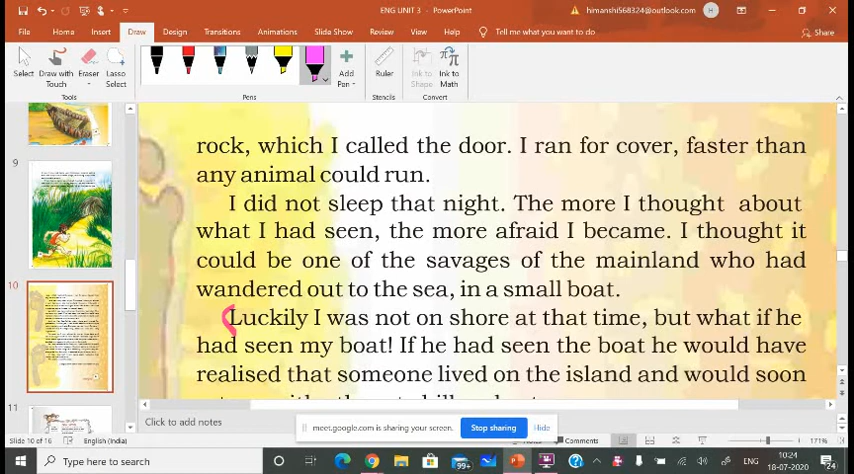 ENG UNIT 3 - PowerPoint
himanshi568324@outlook.com
H
File Home Insert Draw Design Transitions Animations Slide Show Review View Help Tell me what you want to do Share
Select
Draw with Touch
Eraser
Lasso Select
Add Pen
Ruler
Ink to Shape
Ink to Math
Tools Pens Stencils Convert
9
10
11
rock, which I called the door. I ran for cover, faster than
any animal could run.
I did not sleep that night. The more I thought about
what I had seen, the more afraid I became. I thought it
could be one of the savages of the mainland who had
wandered out to the sea, in a small boat.
Luckily I was not on shore at that time, but what if he
had seen my boat! If he had seen the boat he would have
realised that someone lived on the island and would soon
Click to add notes
meet.google.com is sharing your screen. Stop sharing Hide
Slide 10 of 16 English (India) Comments 171%
Type here to search 99+ ENG 10:24
18-07-2020 24